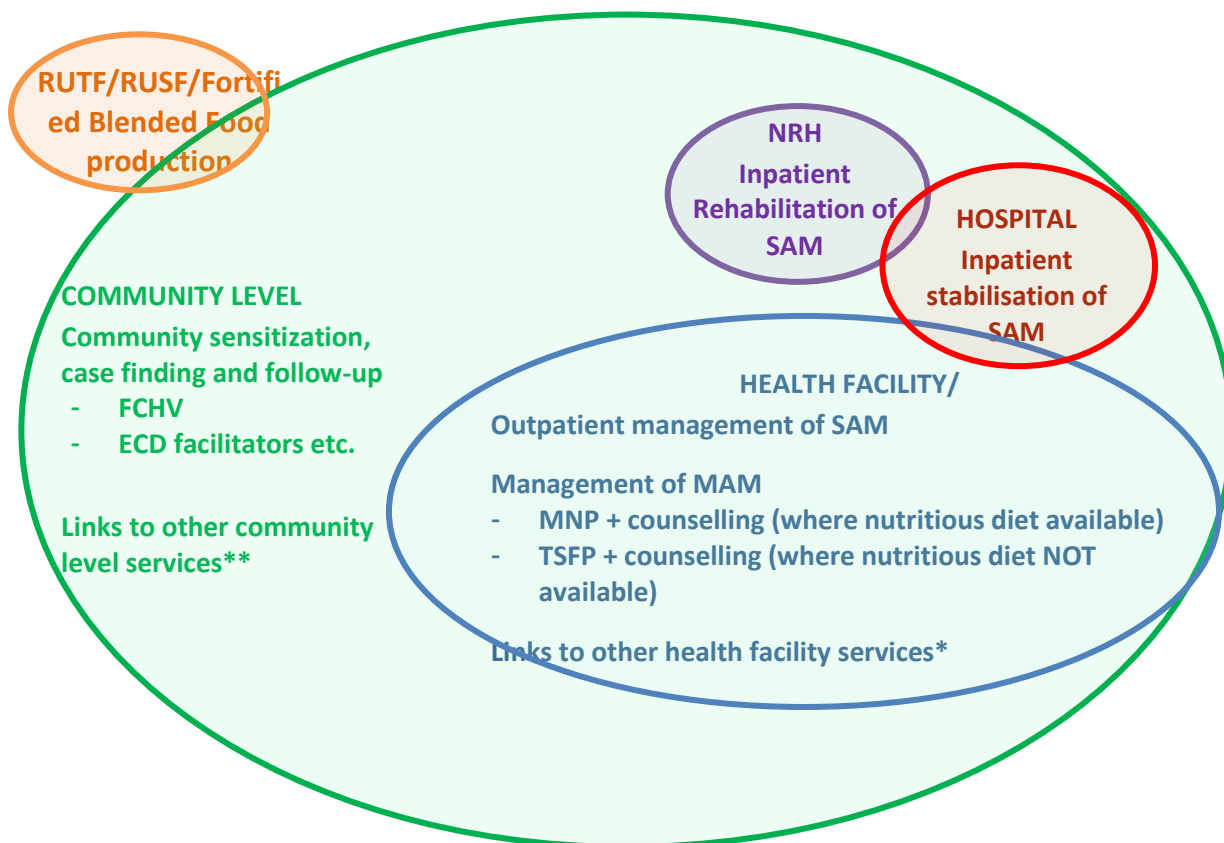 RUTF/RUSF/Fortifi
ed Blended Food
production
NRH
Inpatient
Rehabilitation of
SAM
HOSPITAL
Inpatient
stabilisation of
SAM
COMMUNITY LEVEL
Community sensitization,
case finding and follow-up
- FCHV
- ECD facilitators etc.
Links to other community
level services**
HEALTH FACILITY/
Outpatient management of SAM
Management of MAM
- MNP + counselling (where nutritious diet available)
- TSFP + counselling (where nutritious diet NOT
available)
Links to other health facility services*